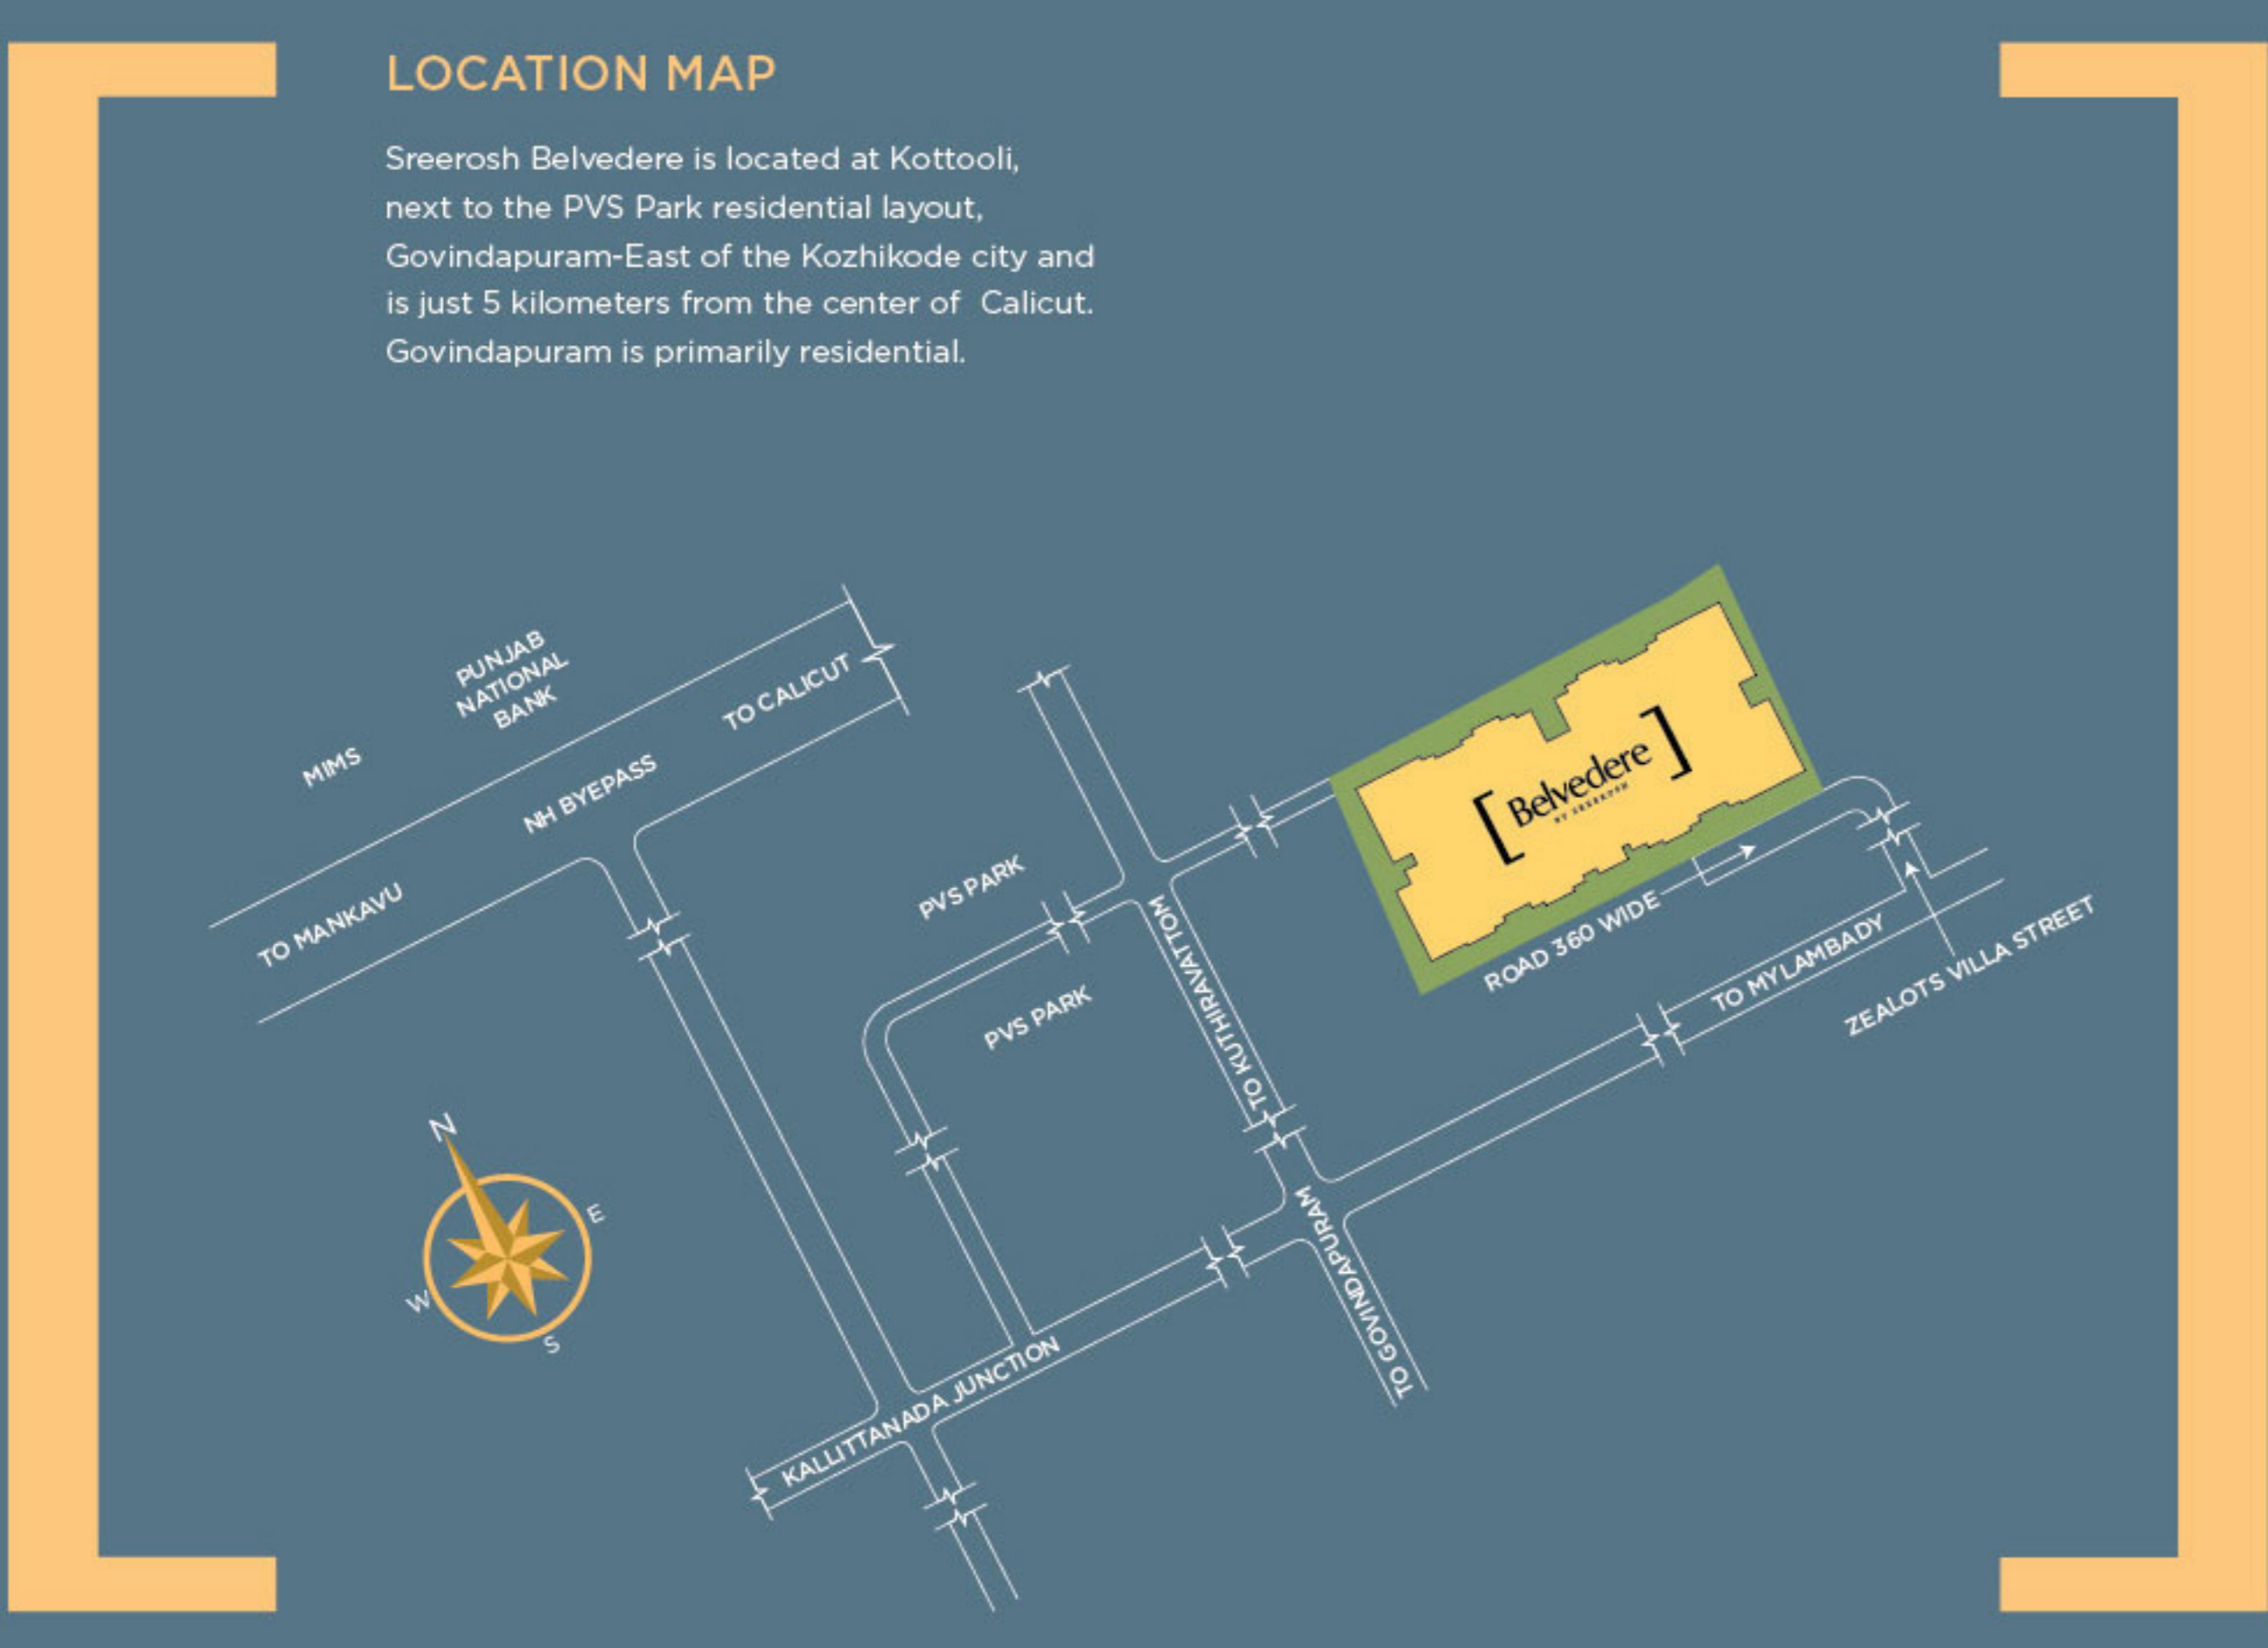 LOCATION MAP
Sreerosh Belvedere is located at Kottooli,
next to the PVS Park residential layout,
Govindapuram-East of the Kozhikode city and
is just 5 kilometers from the center of Calicut.
Govindapuram is primarily residential.
PUNJAB
NATIONAL
BANK
MIMS
TO CALICUT
NH BYEPASS
TO MANKAVU
PVS PARK
PVS PARK
TO KUTHIRAVATTOM
[ Belvedere ]
BY SREEROSH
ROAD 360 WIDE
TO MYLAMBADY
ZEALOTS VILLA STREET
TO GOVINDAPURAM
KALLITTANADA JUNCTION
N
E
W
S